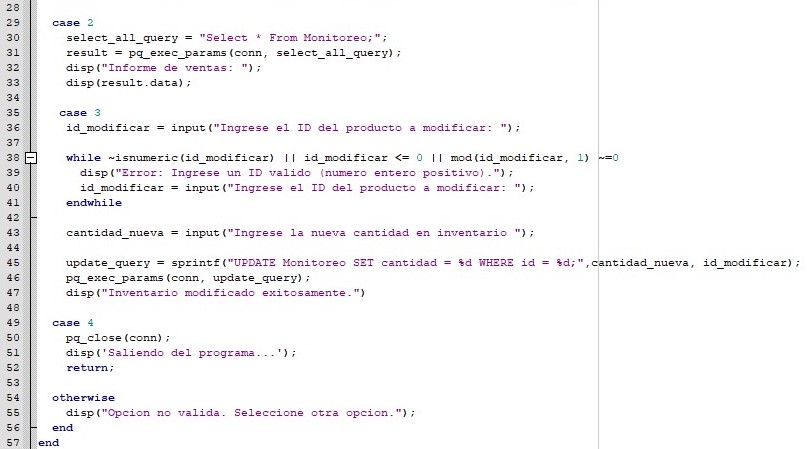 28
29 case 2
30 select_all_query = "Select * From Monitoreo;";
31 result = pq_exec_params(conn, select_all_query);
32 disp("Informe de ventas: ");
33 disp(result.data);
34
35 case 3
36 id_modificar = input("Ingrese el ID del producto a modificar: ");
37
38 while ~isnumeric(id_modificar) || id_modificar <= 0 || mod(id_modificar, 1) ~=0
39 disp("Error: Ingrese un ID valido (numero entero positivo).");
40 id_modificar = input("Ingrese el ID del producto a modificar: ");
41 endwhile
42
43 cantidad_nueva = input("Ingrese la nueva cantidad en inventario ");
44
45 update_query = sprintf("UPDATE Monitoreo SET cantidad = %d WHERE id = %d;",cantidad_nueva, id_modificar);
46 pq_exec_params(conn, update_query);
47 disp("Inventario modificado exitosamente.")
48
49 case 4
50 pq_close(conn);
51 disp('Saliendo del programa...');
52 return;
53
54 otherwise
55 disp("Opcion no valida. Seleccione otra opcion.");
56 end
57 end